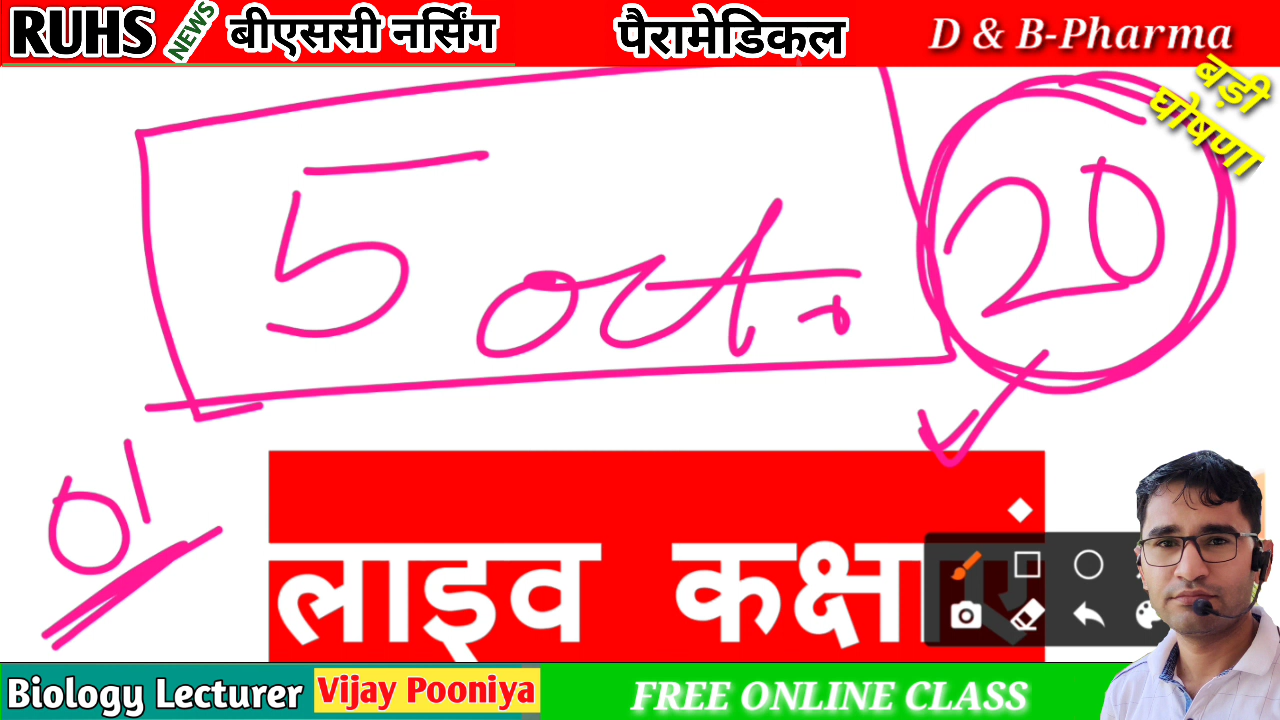 RUHS NEWS बीएससी नर्सिंग पैरामेडिकल D & B-Pharma
बड़ी
घोषणा
5 oct. 20
01
लाइव कक्षाएं
Biology Lecturer Vijay Pooniya FREE ONLINE CLASS